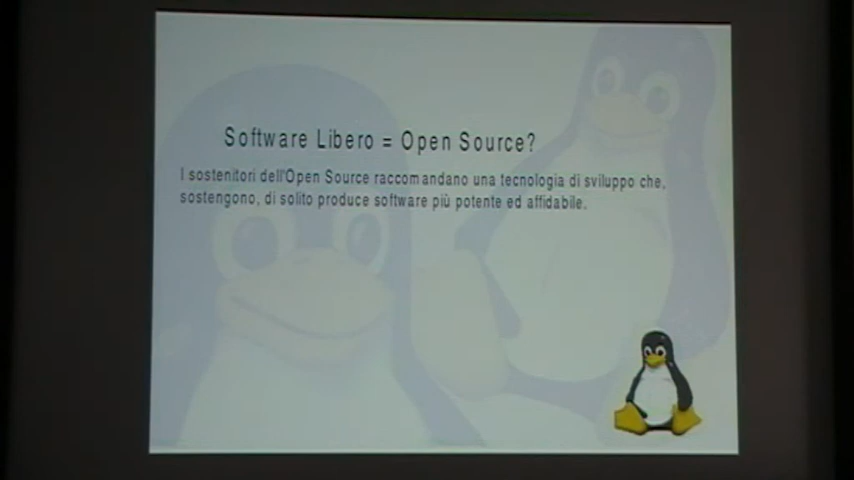 Software Libero = Open Source?
I sostenitori dell'Open Source raccomandano una tecnologia di sviluppo che,
sostengono, di solito produce software più potente ed affidabile.